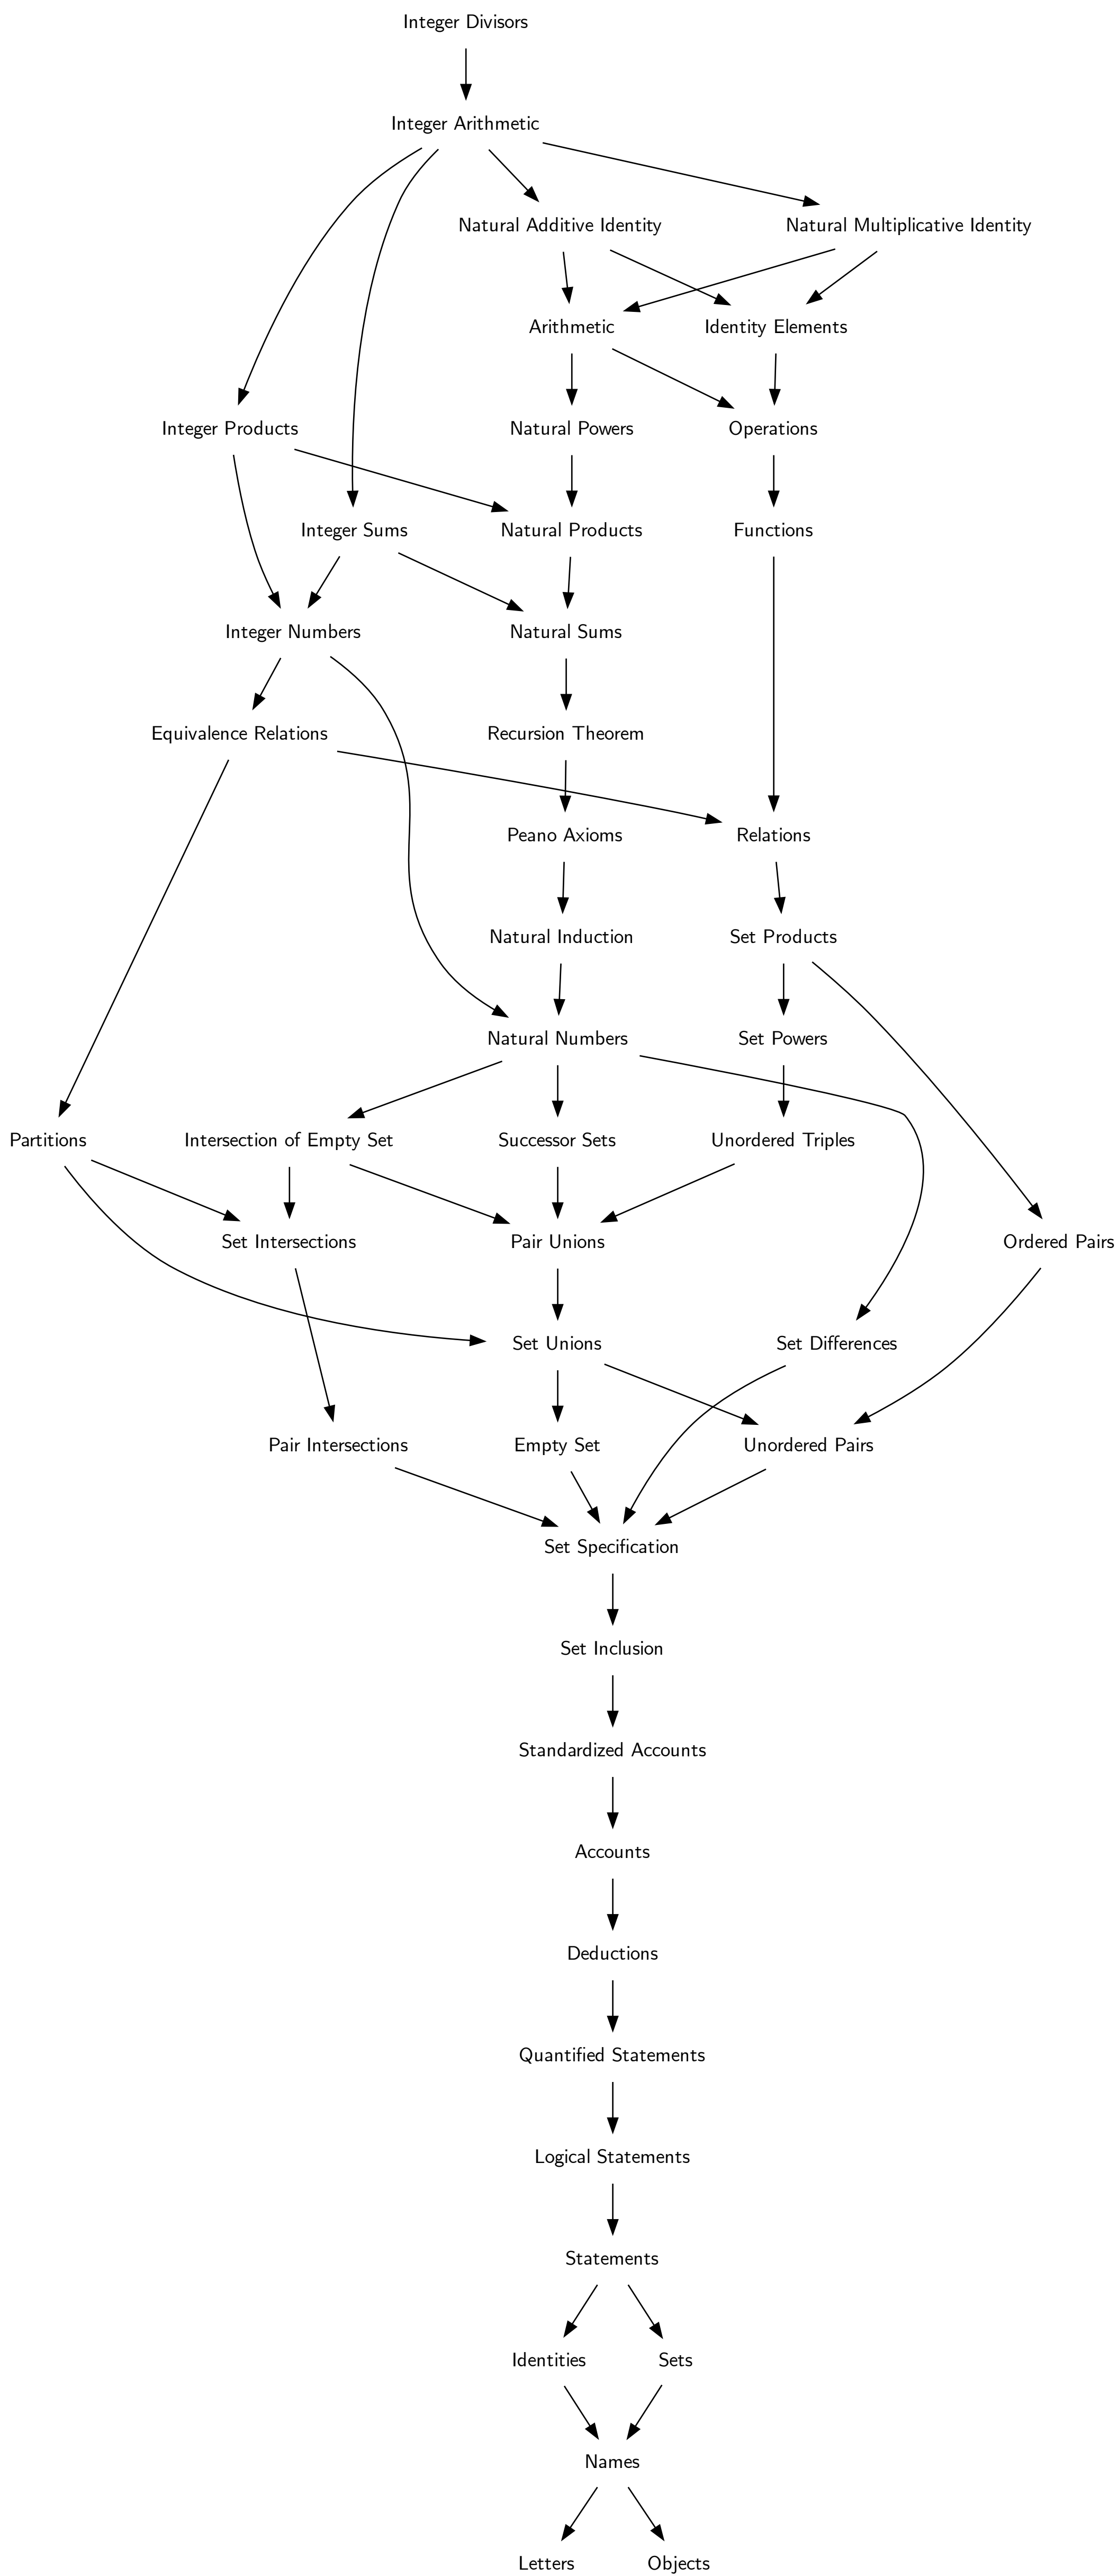 Integer Divisors
Integer Arithmetic
Natural Additive Identity
Natural Multiplicative Identity
Arithmetic
Identity Elements
Integer Products
Natural Powers
Operations
Integer Sums
Natural Products
Functions
Integer Numbers
Natural Sums
Equivalence Relations
Recursion Theorem
Peano Axioms
Relations
Natural Induction
Set Products
Natural Numbers
Set Powers
Partitions
Intersection of Empty Set
Successor Sets
Unordered Triples
Set Intersections
Pair Unions
Ordered Pairs
Set Unions
Set Differences
Pair Intersections
Empty Set
Unordered Pairs
Set Specification
Set Inclusion
Standardized Accounts
Accounts
Deductions
Quantified Statements
Logical Statements
Statements
Identities
Sets
Names
Letters
Objects